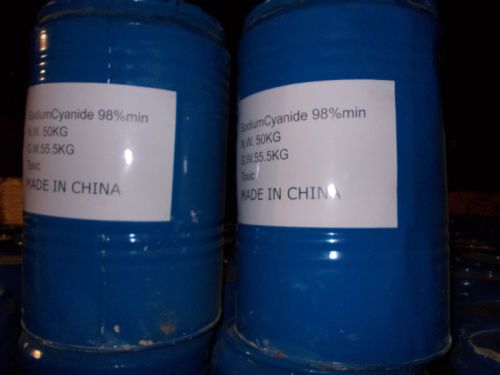 SodiumCyanide 98%min
N.W. 50KG
G.W.55.5KG
Toxic
MADE IN CHINA
SodiumCyanide 98%min
N.W. 50KG
G.W.55.5KG
Toxic
MADE IN CHINA